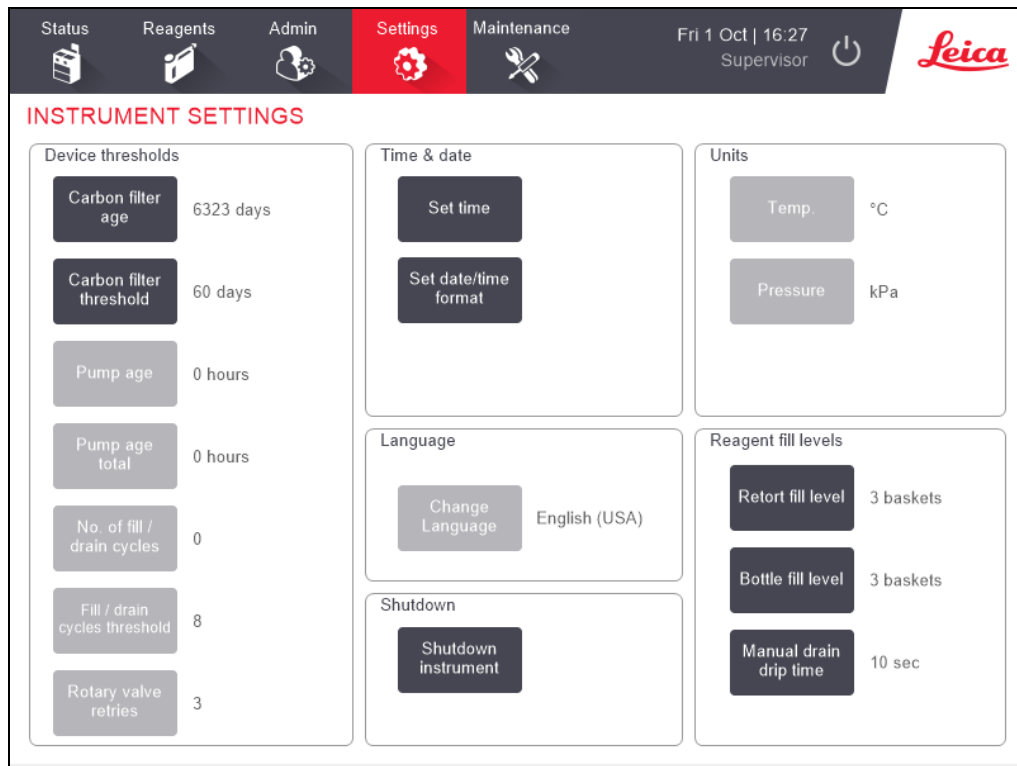 Status
Reagents
Admin
Settings
Maintenance
Fri 1 Oct | 16:27
Supervisor
Leica
INSTRUMENT SETTINGS
Device thresholds
Carbon filter
age
6323 days
Carbon filter
threshold
60 days
Pump age
0 hours
Pump age
total
0 hours
No. of fill /
drain cycles
0
Fill / drain
cycles threshold
8
Rotary valve
retries
3
Time & date
Set time
Set date/time
format
Language
Change
Language
English (USA)
Shutdown
Shutdown
instrument
Units
Temp.
°C
Pressure
kPa
Reagent fill levels
Retort fill level
3 baskets
Bottle fill level
3 baskets
Manual drain
drip time
10 sec